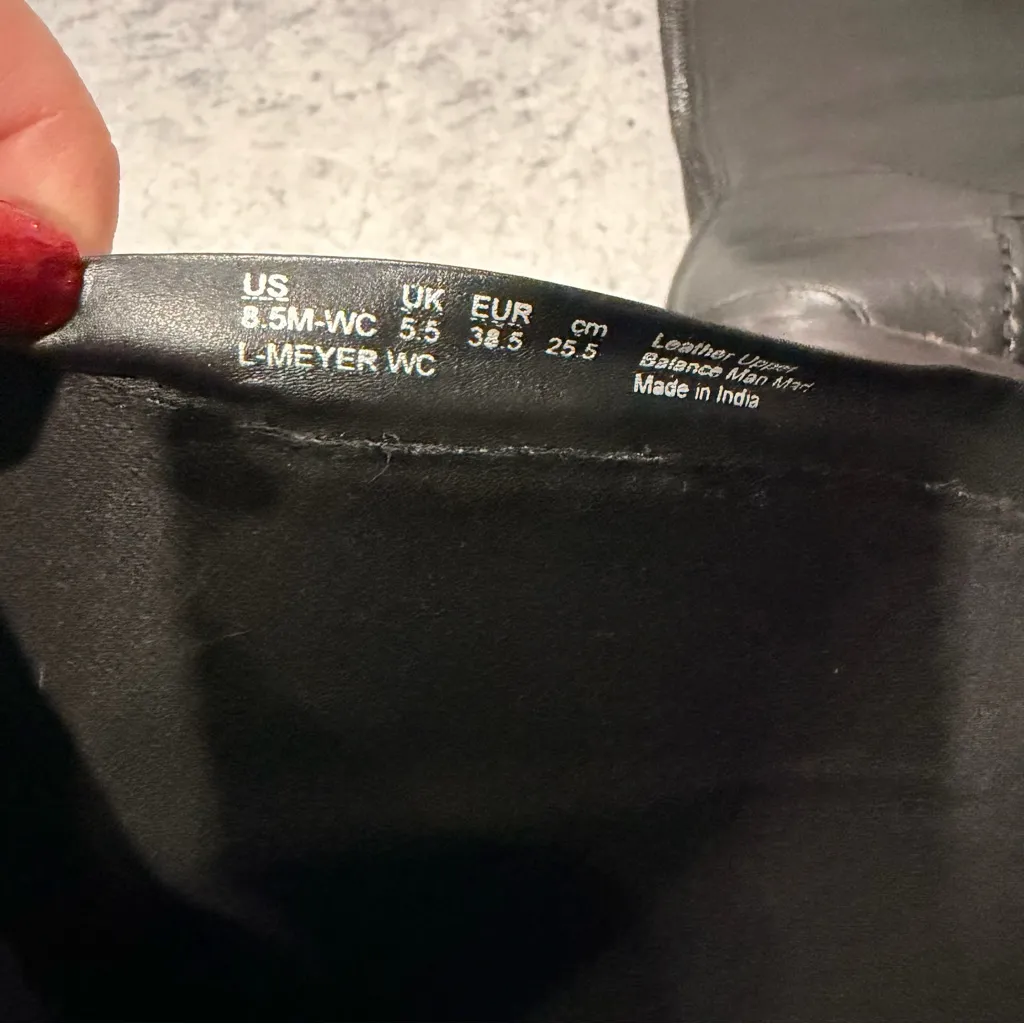 US UK EUR cm
8.5M-WC 5.5 38.5 25.5
L-MEYER WC
Leather Upper
Balance Man Mad
Made in India